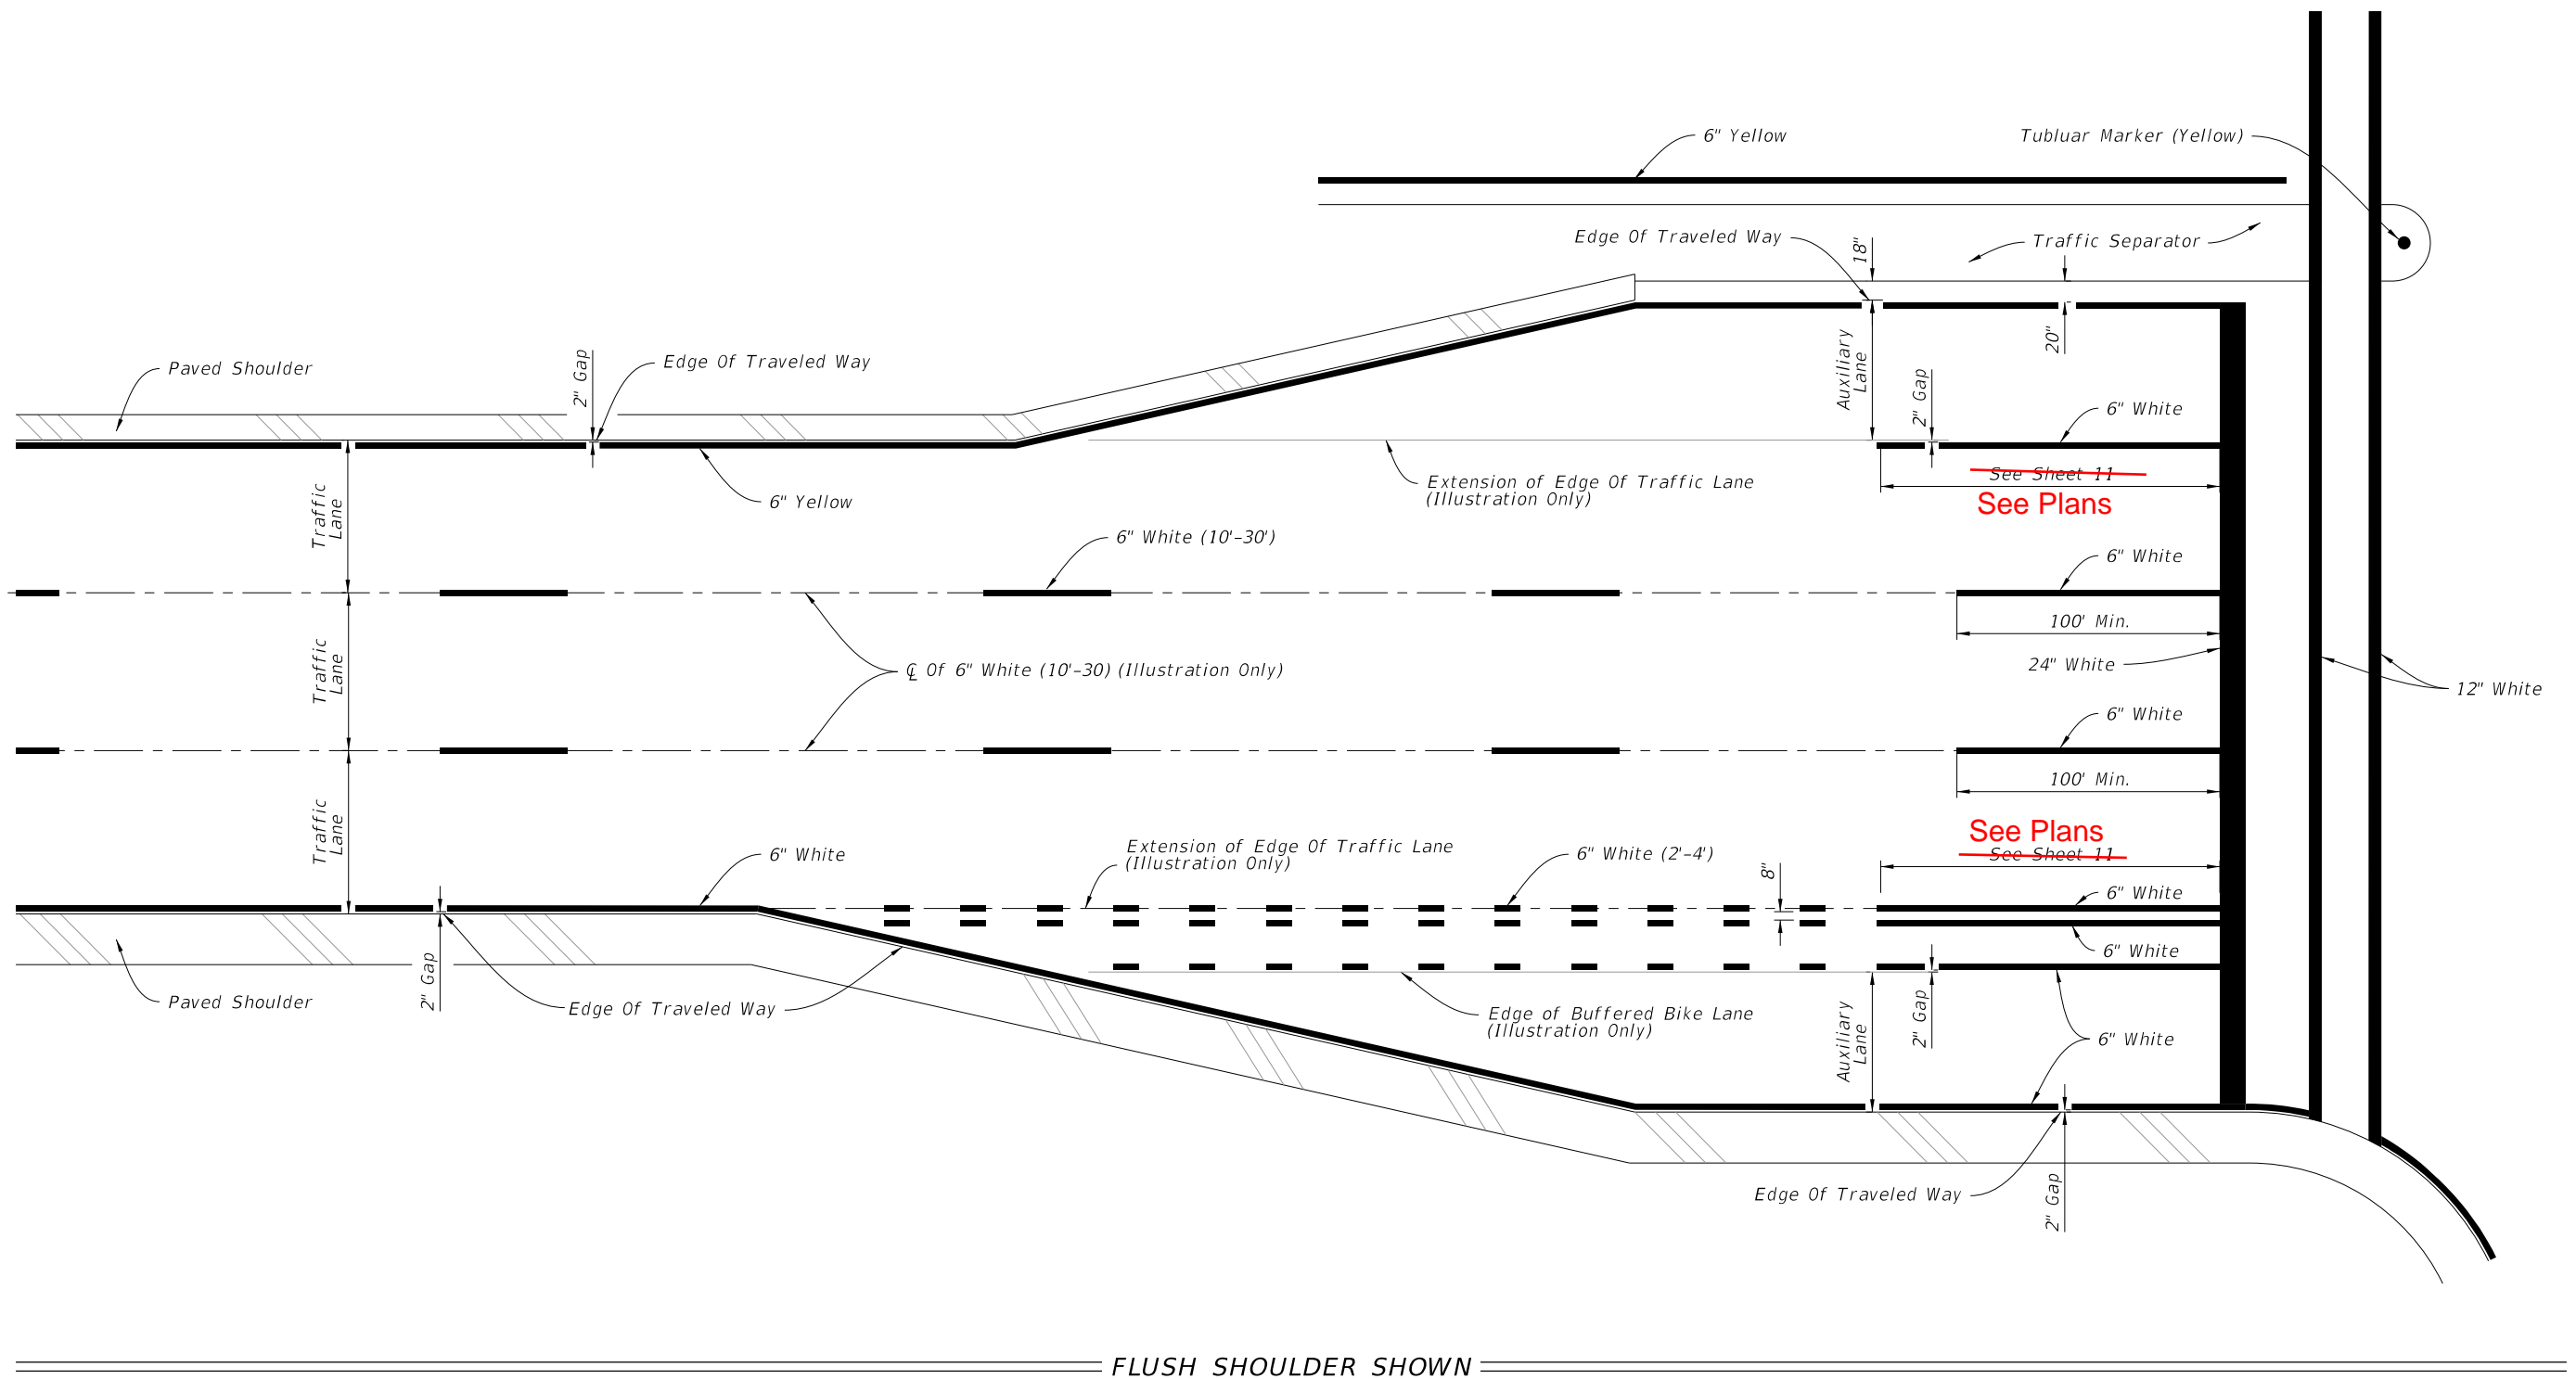 6" Yellow
Tubluar Marker (Yellow)
Edge Of Traveled Way
18"
Traffic Separator
20"
Paved Shoulder
2" Gap
Edge Of Traveled Way
Auxiliary
Lane
2" Gap
6" White
See Sheet 11
See Plans
Extension of Edge Of Traffic Lane
(Illustration Only)
6" Yellow
Traffic
Lane
6" White (10'-30')
6" White
100' Min.
24" White
Traffic
Lane
℄ Of 6" White (10'-30) (Illustration Only)
12" White
6" White
100' Min.
Traffic
Lane
6" White
Extension of Edge Of Traffic Lane
(Illustration Only)
6" White (2'-4')
8"
See Plans
See Sheet 11
6" White
6" White
Paved Shoulder
2" Gap
Edge Of Traveled Way
Edge of Buffered Bike Lane
(Illustration Only)
Auxiliary
Lane
2" Gap
6" White
Edge Of Traveled Way
2" Gap
FLUSH SHOULDER SHOWN